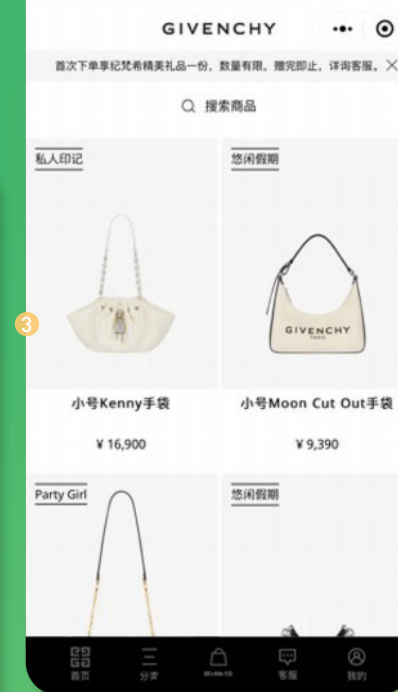 GIVENCHY
首次下单享纪梵希精美礼品一份，数量有限，赠完即止，详询客服。
搜索商品
私人印记
悠闲假期
3
GIVENCHY
PARIS
小号Kenny手袋
小号Moon Cut Out手袋
¥ 16,900
¥ 9,390
Party Girl
悠闲假期
首页
分类
客服
我的